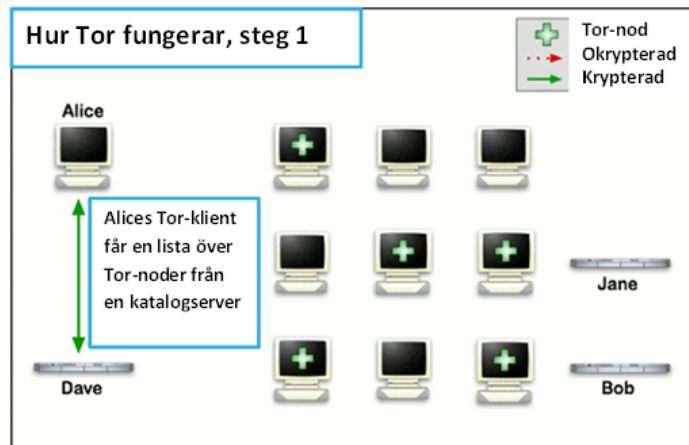 Hur Tor fungerar, steg 1
Tor-nod
Okrypterad
Krypterad
Alice
Alices Tor-klient
får en lista över
Tor-noder från
en katalogserver
Jane
Dave
Bob